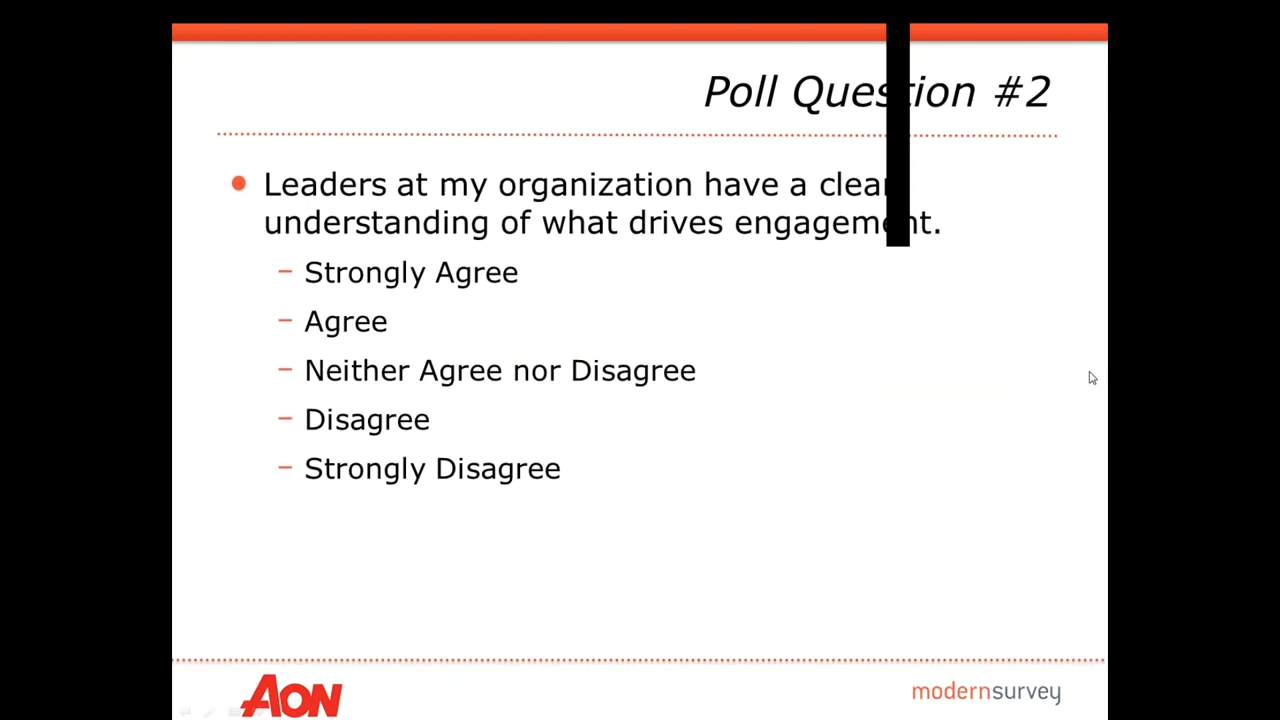 Poll Question #2
Leaders at my organization have a clear
understanding of what drives engagement.
Strongly Agree
Agree
Neither Agree nor Disagree
Disagree
Strongly Disagree
AON
modernsurvey